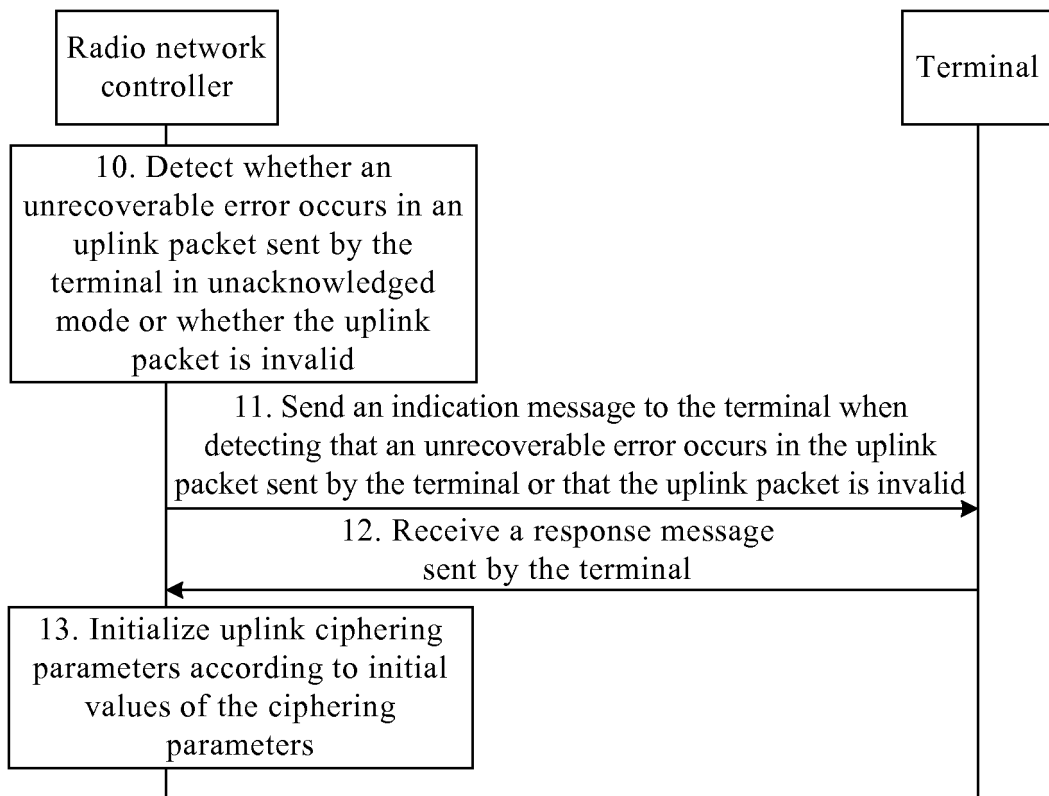 Radio network
controller
Terminal
10. Detect whether an
unrecoverable error occurs in an
uplink packet sent by the
terminal in unacknowledged
mode or whether the uplink
packet is invalid
11. Send an indication message to the terminal when
detecting that an unrecoverable error occurs in the uplink
packet sent by the terminal or that the uplink packet is invalid
12. Receive a response message
sent by the terminal
13. Initialize uplink ciphering
parameters according to initial
values of the ciphering
parameters